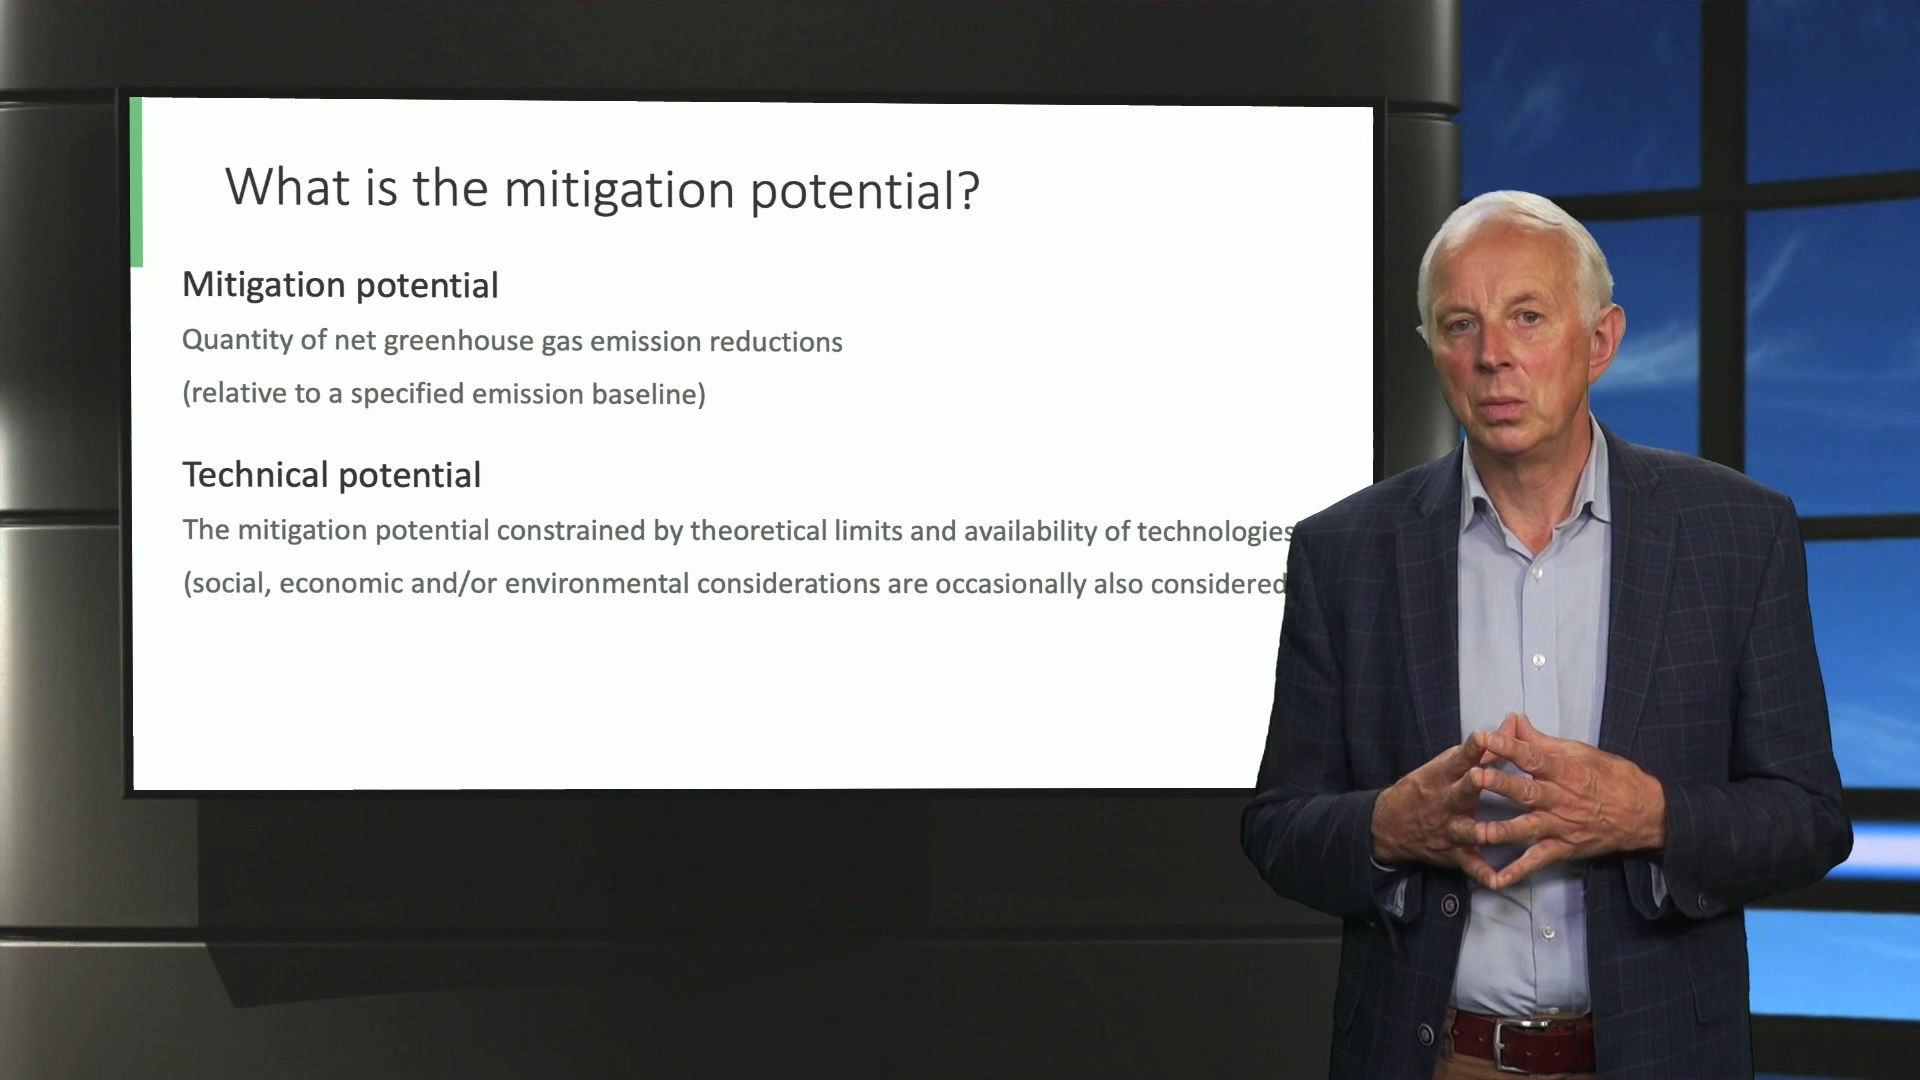 What is the mitigation potential?
Mitigation potential
Quantity of net greenhouse gas emission reductions
(relative to a specified emission baseline)
Technical potential
The mitigation potential constrained by theoretical limits and availability of technologies
(social, economic and/or environmental considerations are occasionally also considered